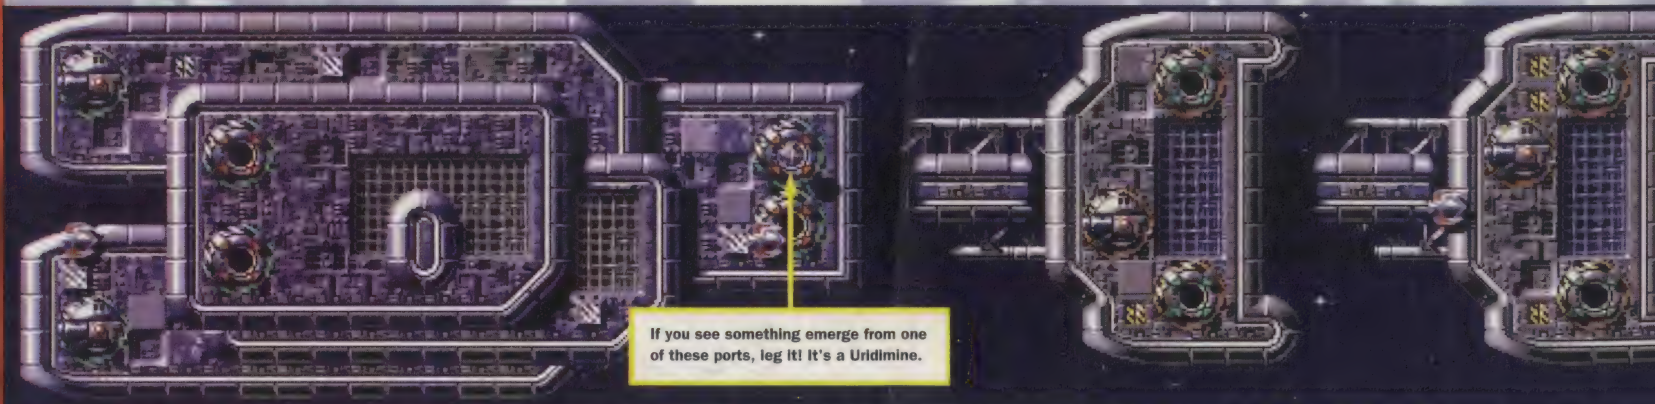 If you see something emerge from one
of these ports, leg it! It's a Uridimine.